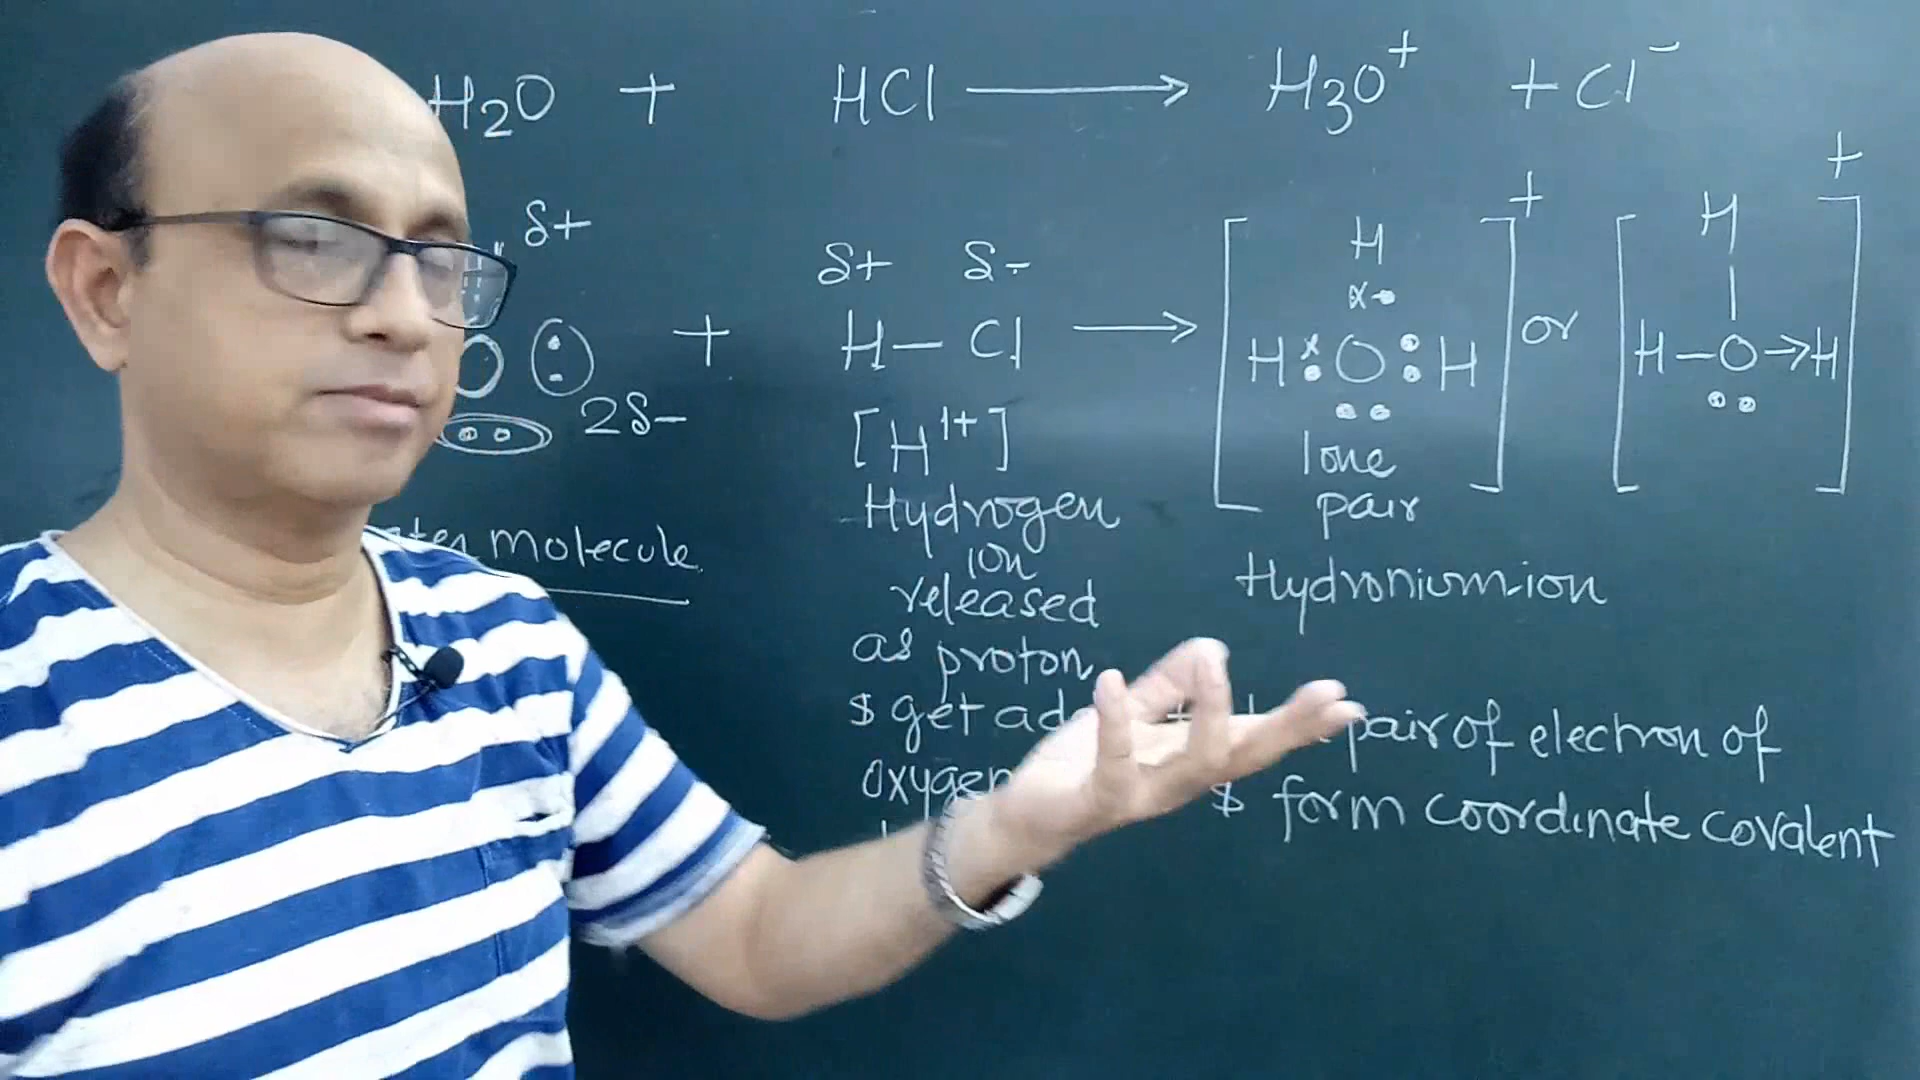 H2O + HCl → H3O⁺ + Cl⁻
δ+
δ+ δ-
H – Cl
+ →
2δ-
[H¹⁺]
Hydrogen
ion
released
as proton
$ get
oxygen
molecule
[H H O H]⁺ or [H H–O→H]⁺
lone
pair
Hydronium-ion
pair of electron of
$ form coordinate covalent